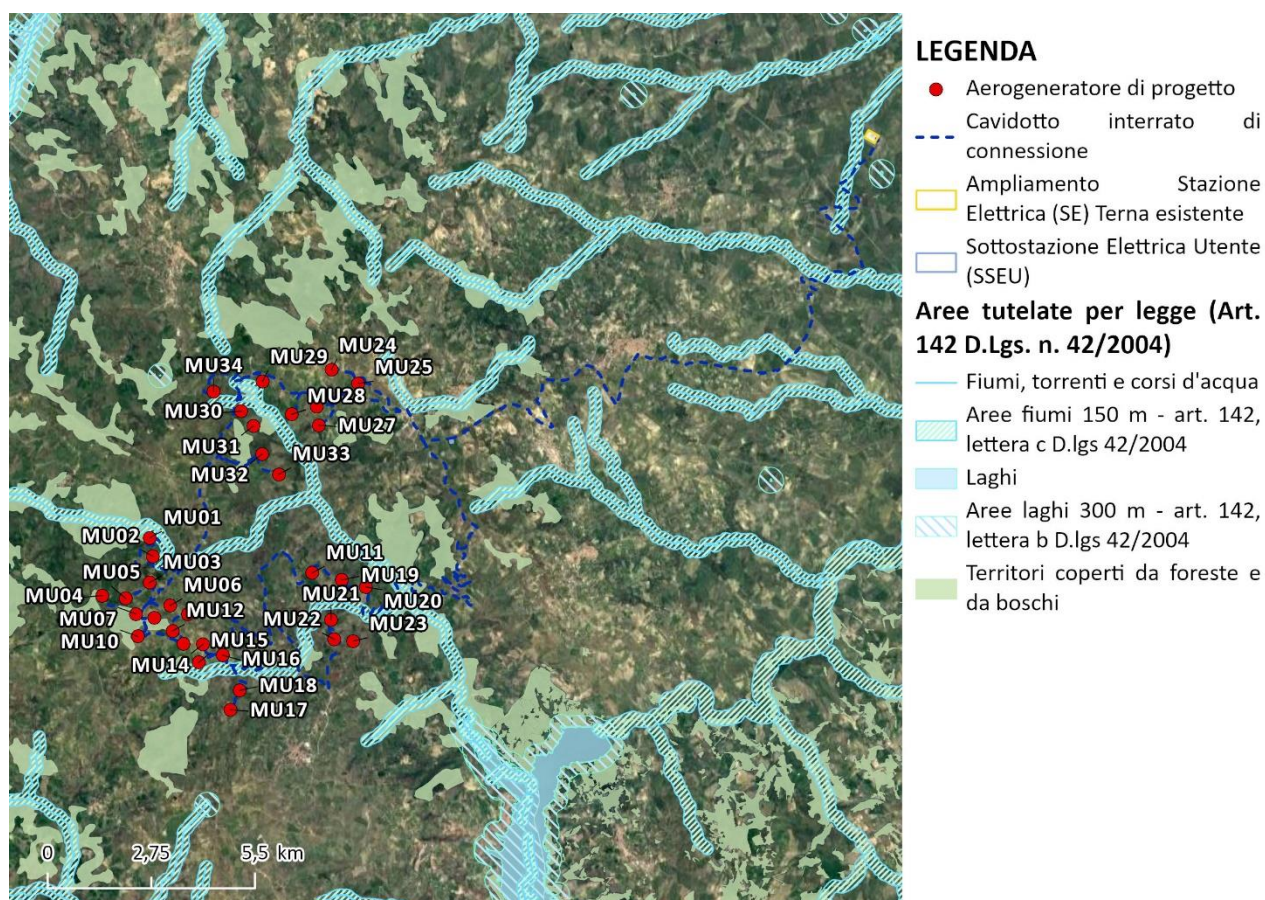 LEGENDA
Aerogeneratore di progetto
Cavidotto interrato di
connessione
Ampliamento Stazione
Elettrica (SE) Terna esistente
Sottostazione Elettrica Utente
(SSEU)
Aree tutelate per legge (Art.
142 D.Lgs. n. 42/2004)
Fiumi, torrenti e corsi d'acqua
Aree fiumi 150 m - art. 142,
lettera c D.lgs 42/2004
Laghi
Aree laghi 300 m - art. 142,
lettera b D.lgs 42/2004
Territori coperti da foreste e
da boschi
MU24
MU29
MU25
MU34
MU28
MU30
MU27
MU31
MU33
MU32
MU01
MU02
MU03
MU11
MU05
MU06
MU19
MU04
MU21
MU20
MU07
MU12
MU22
MU23
MU10
MU15
MU14
MU16
MU18
MU17
0 2,75 5,5 km